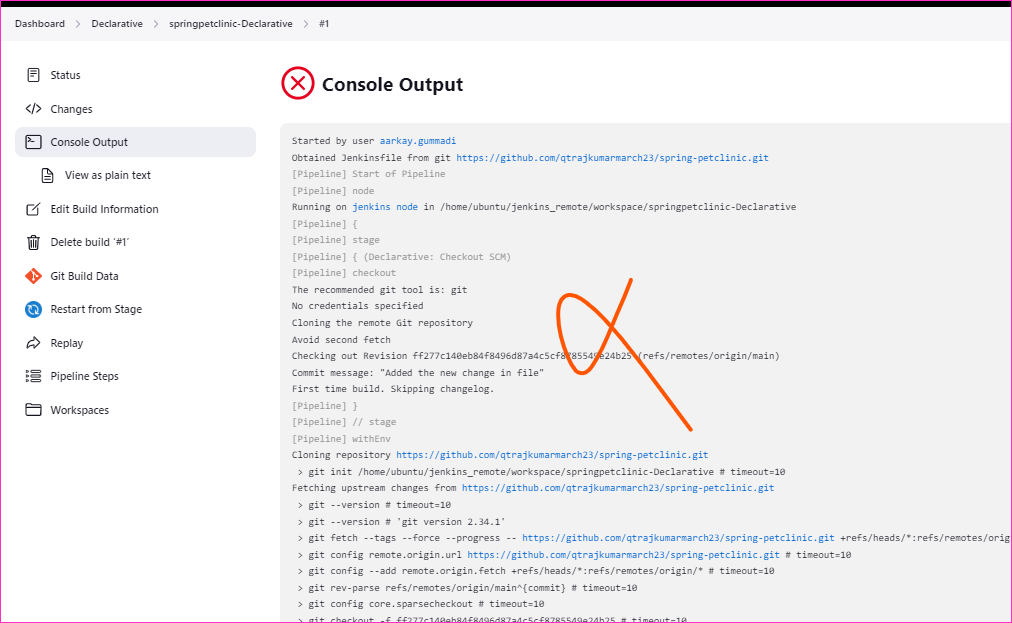 Dashboard > Declarative > springpetclinic-Declarative > #1
Status
Changes
Console Output
View as plain text
Edit Build Information
Delete build '#1'
Git Build Data
Restart from Stage
Replay
Pipeline Steps
Workspaces
Console Output
Started by user aarkay.gummadi
Obtained Jenkinsfile from git https://github.com/qtrajkumarmarch23/spring-petclinic.git
[Pipeline] Start of Pipeline
[Pipeline] node
Running on jenkins node in /home/ubuntu/jenkins_remote/workspace/springpetclinic-Declarative
[Pipeline] {
[Pipeline] stage
[Pipeline] { (Declarative: Checkout SCM)
[Pipeline] checkout
The recommended git tool is: git
No credentials specified
Cloning the remote Git repository
Avoid second fetch
Checking out Revision ff277c140eb84f8496d87a4c5cf8785549e24b25 (refs/remotes/origin/main)
Commit message: "Added the new change in file"
First time build. Skipping changelog.
[Pipeline] }
[Pipeline] // stage
[Pipeline] withEnv
Cloning repository https://github.com/qtrajkumarmarch23/spring-petclinic.git
> git init /home/ubuntu/jenkins_remote/workspace/springpetclinic-Declarative # timeout=10
Fetching upstream changes from https://github.com/qtrajkumarmarch23/spring-petclinic.git
> git --version # timeout=10
> git --version # 'git version 2.34.1'
> git fetch --tags --force --progress -- https://github.com/qtrajkumarmarch23/spring-petclinic.git +refs/heads/*:refs/remotes/orig
> git config remote.origin.url https://github.com/qtrajkumarmarch23/spring-petclinic.git # timeout=10
> git config --add remote.origin.fetch +refs/heads/*:refs/remotes/origin/* # timeout=10
> git rev-parse refs/remotes/origin/main^{commit} # timeout=10
> git config core.sparsecheckout # timeout=10
> git checkout -f ff277c140eb84f8496d87a4c5cf8785549e24b25 # timeout=10